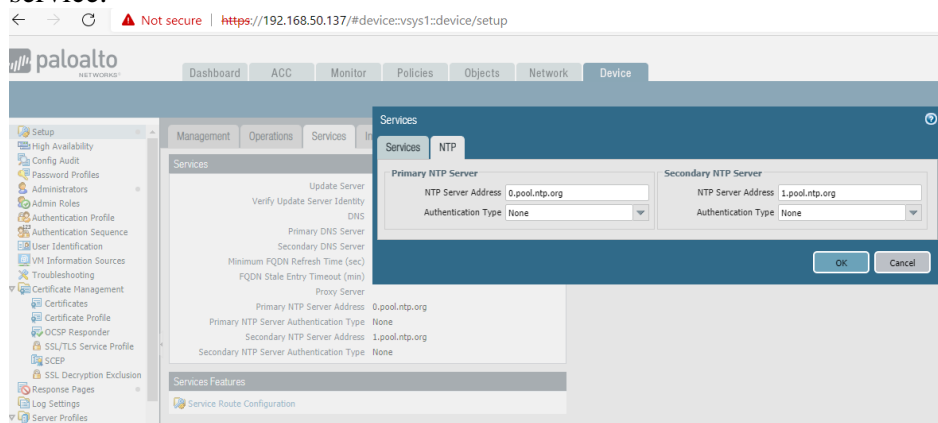 service.
Not secure | https://192.168.50.137/#device::vsys1::device/setup
paloalto
NETWORKS
Dashboard ACC Monitor Policies Objects Network Device
Setup
High Availability
Config Audit
Password Profiles
Administrators
Admin Roles
Authentication Profile
Authentication Sequence
User Identification
VM Information Sources
Troubleshooting
Certificate Management
Certificates
Certificate Profile
OCSP Responder
SSL/TLS Service Profile
SCEP
SSL Decryption Exclusion
Response Pages
Log Settings
Server Profiles
Management Operations Services In
Services
Update Server
Verify Update Server Identity
DNS
Primary DNS Server
Secondary DNS Server
Minimum FQDN Refresh Time (sec)
FQDN Stale Entry Timeout (min)
Proxy Server
Primary NTP Server Address 0.pool.ntp.org
Primary NTP Server Authentication Type None
Secondary NTP Server Address 1.pool.ntp.org
Secondary NTP Server Authentication Type None
Services Features
Service Route Configuration
Services
Services NTP
Primary NTP Server
NTP Server Address 0.pool.ntp.org
Authentication Type None
Secondary NTP Server
NTP Server Address 1.pool.ntp.org
Authentication Type None
OK Cancel